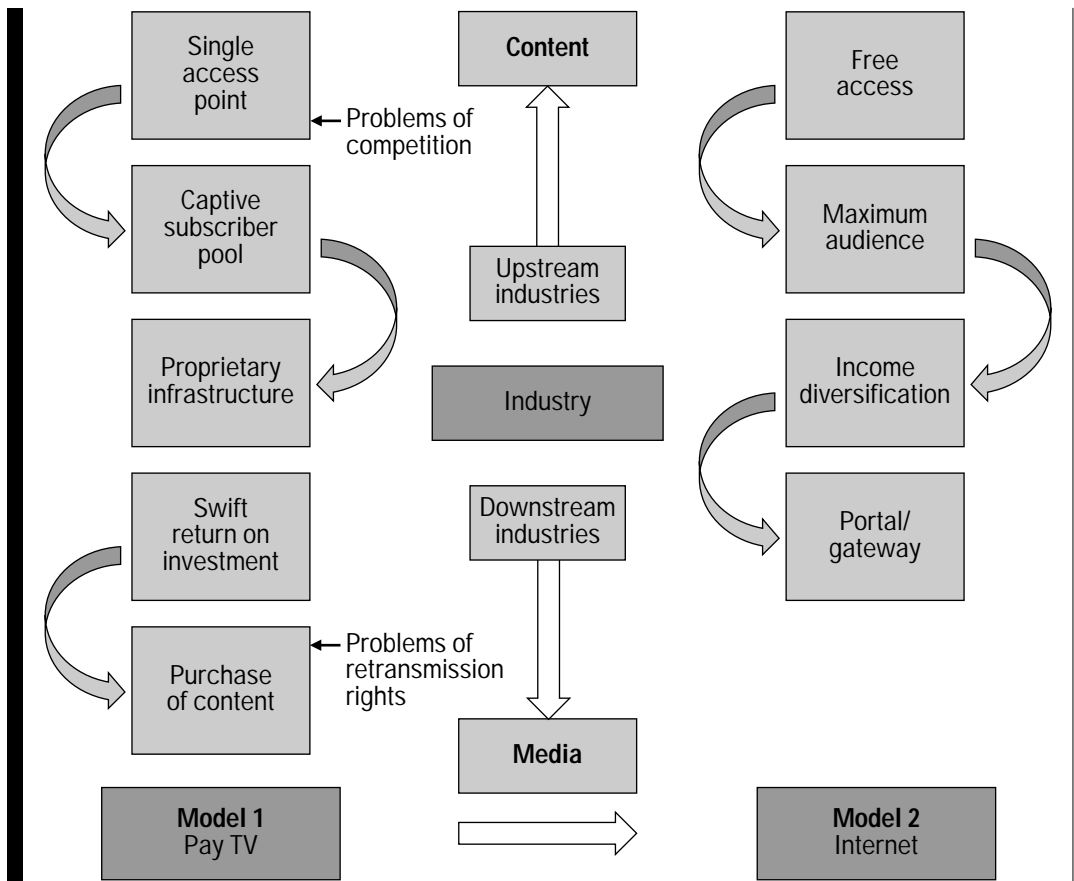 Single
access
point
Problems of
competition
Captive
subscriber
pool
Proprietary
infrastructure
Swift
return on
investment
Purchase
of content
Problems of
retransmission
rights
Model 1
Pay TV
Content
Upstream
industries
Industry
Downstream
industries
Media
Free
access
Maximum
audience
Income
diversification
Portal/
gateway
Model 2
Internet